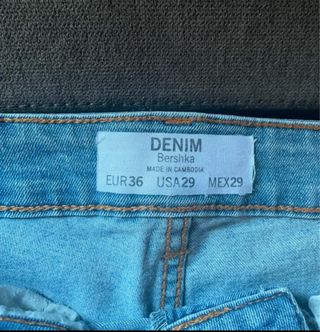 DENIM
Bershka
MADE IN CAMBODIA
EUR36 USA29 MEX29